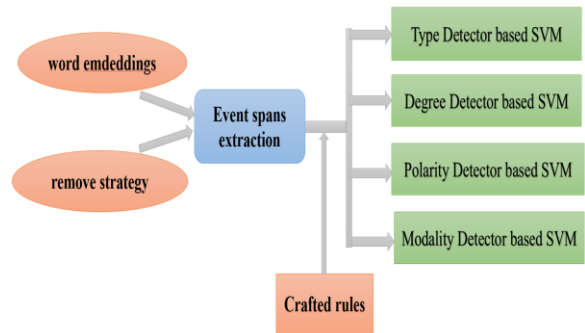 word emdeddings
remove strategy
Event spans
extraction
Crafted rules
Type Detector based SVM
Degree Detector based SVM
Polarity Detector based SVM
Modality Detector based SVM